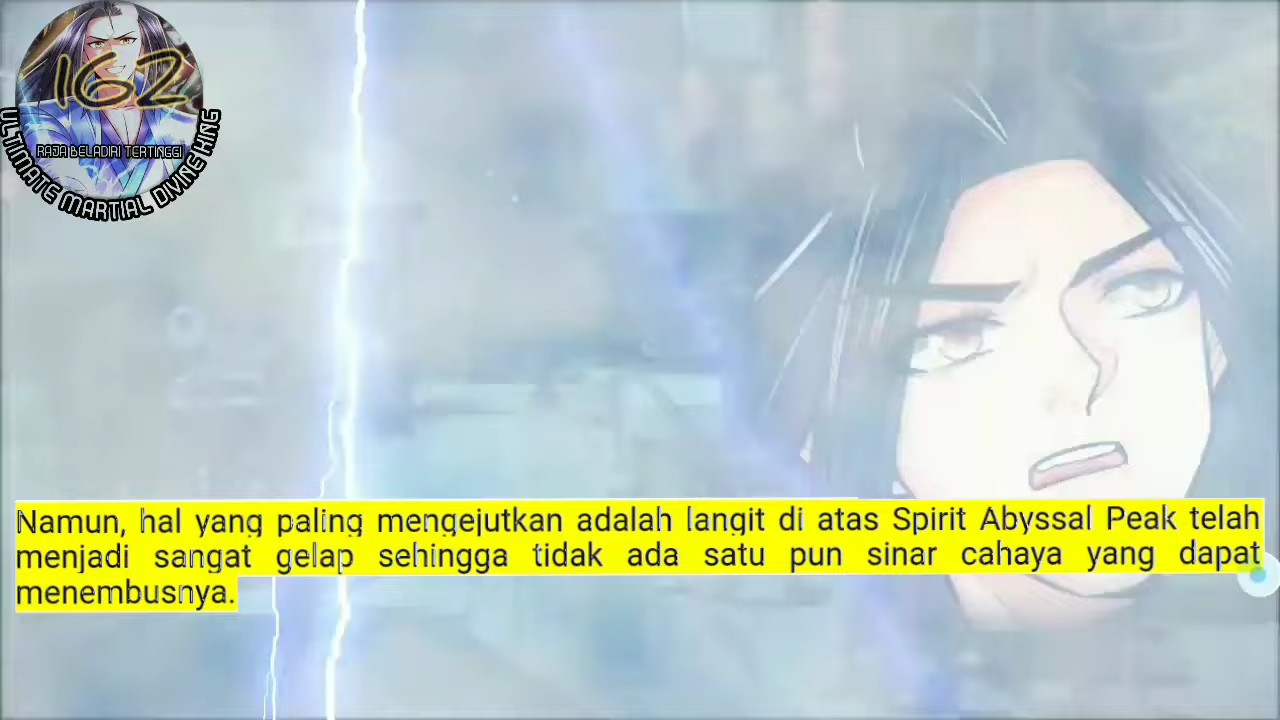 162
RAJA BELADIRI TERTINGGI
ULTIMATE MARTIAL DIVINE KING
Namun, hal yang paling mengejutkan adalah langit di atas Spirit Abyssal Peak telah
menjadi sangat gelap sehingga tidak ada satu pun sinar cahaya yang dapat
menembusnya.